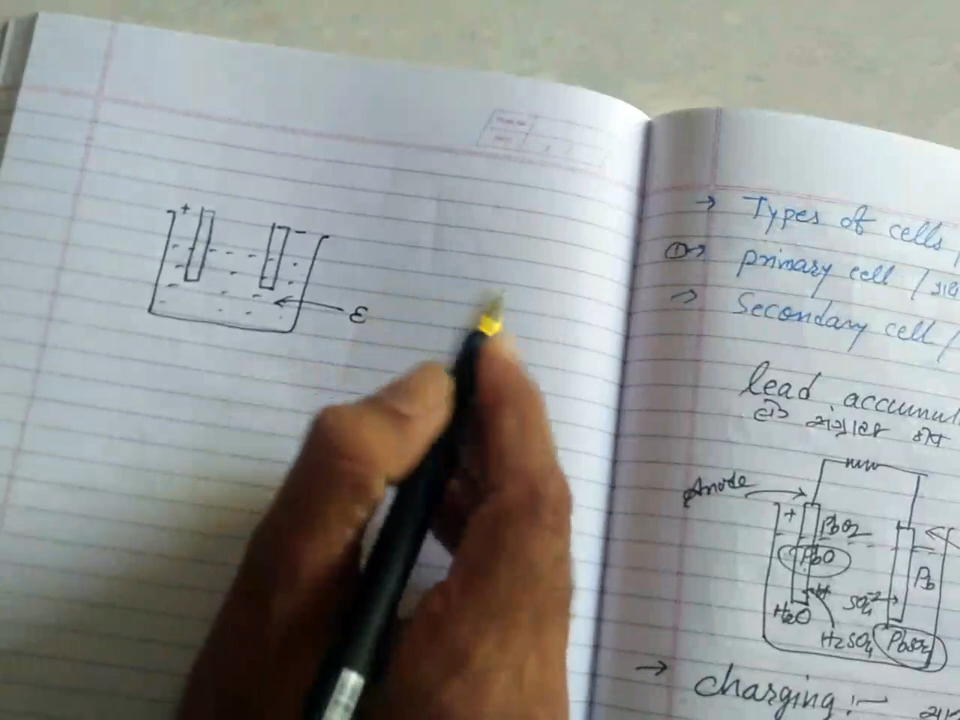 + -
ε
→ Types of cells /
①→ primary cell /
→ Secondary cell /
lead accumul
Anode
+ PbO2
PbO
Pb
SO4-2
H2O
H2SO4
PbSO4
→ charging :-